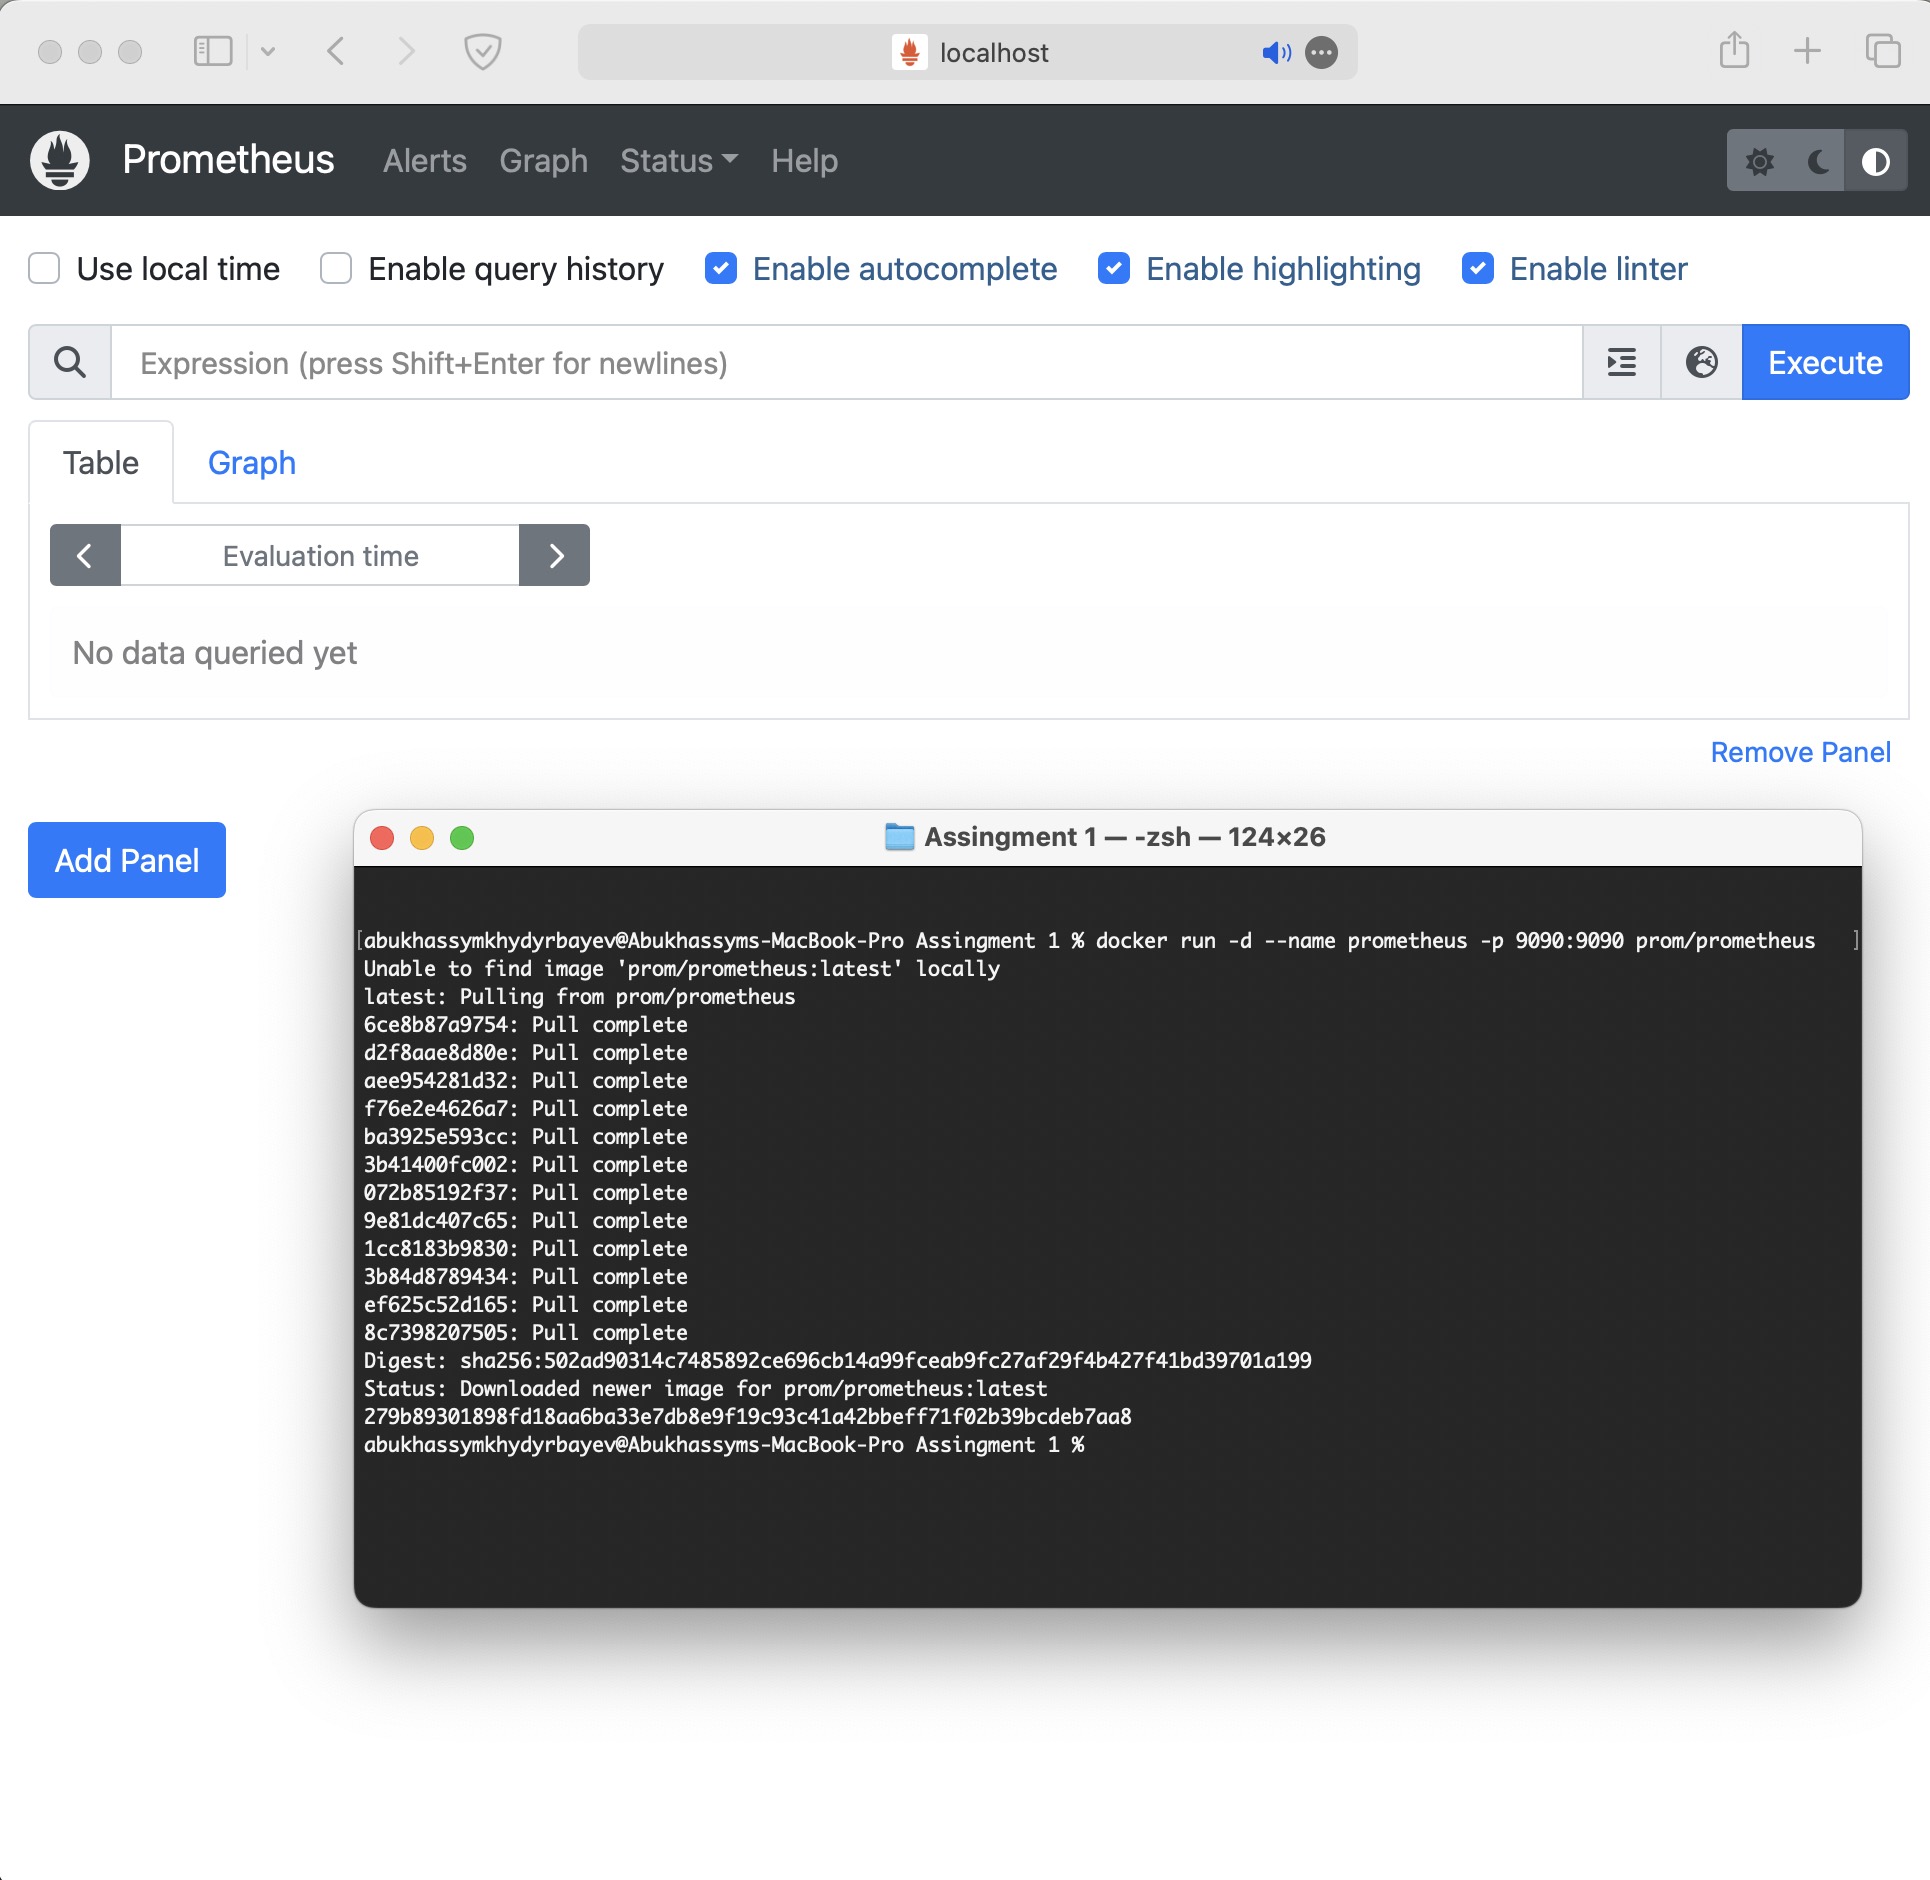 localhost
Prometheus Alerts Graph Status Help
Use local time Enable query history Enable autocomplete Enable highlighting Enable linter
Expression (press Shift+Enter for newlines) Execute
Table Graph
Evaluation time
No data queried yet
Remove Panel
Add Panel
Assingment 1 — -zsh — 124×26
[abukhassymkhydyrbayev@Abukhassyms-MacBook-Pro Assingment 1 % docker run -d --name prometheus -p 9090:9090 prom/prometheus ]
Unable to find image 'prom/prometheus:latest' locally
latest: Pulling from prom/prometheus
6ce8b87a9754: Pull complete
d2f8aae8d80e: Pull complete
aee954281d32: Pull complete
f76e2e4626a7: Pull complete
ba3925e593cc: Pull complete
3b41400fc002: Pull complete
072b85192f37: Pull complete
9e81dc407c65: Pull complete
1cc8183b9830: Pull complete
3b84d8789434: Pull complete
ef625c52d165: Pull complete
8c7398207505: Pull complete
Digest: sha256:502ad90314c7485892ce696cb14a99fceab9fc27af29f4b427f41bd39701a199
Status: Downloaded newer image for prom/prometheus:latest
279b89301898fd18aa6ba33e7db8e9f19c93c41a42bbeff71f02b39bcdeb7aa8
abukhassymkhydyrbayev@Abukhassyms-MacBook-Pro Assingment 1 %